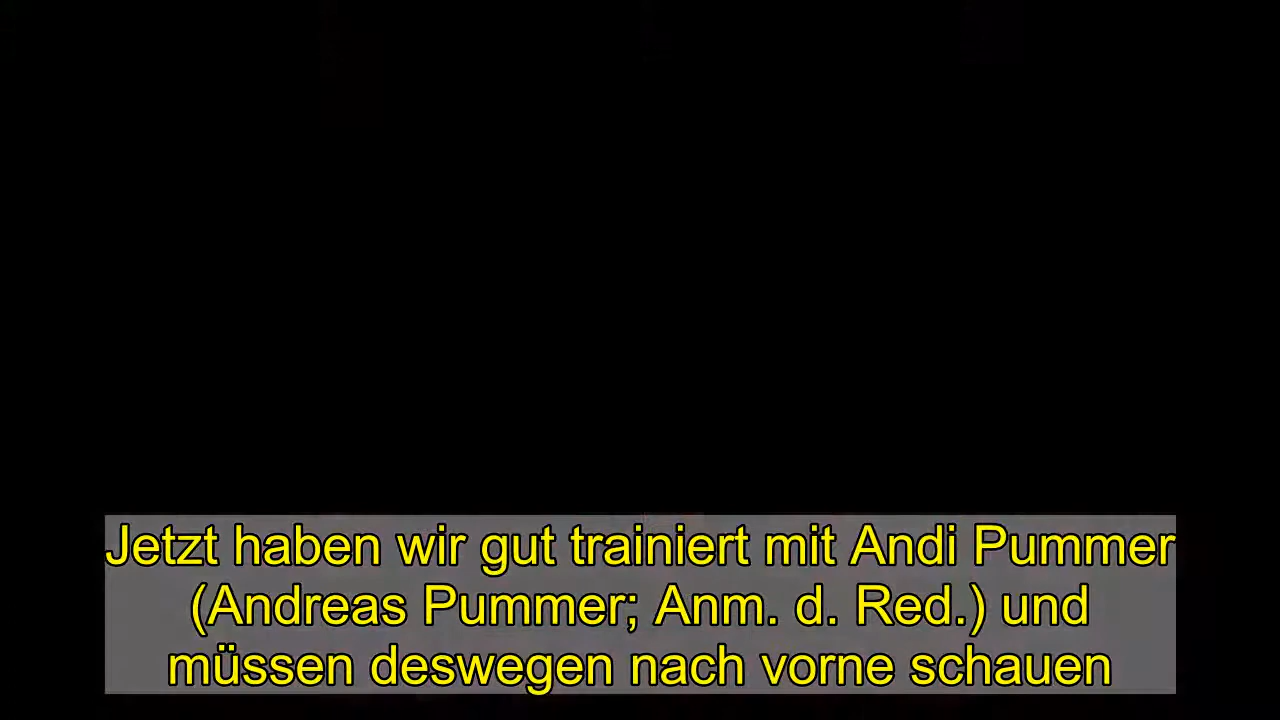 Jetzt haben wir gut trainiert mit Andi Pummer
(Andreas Pummer; Anm. d. Red.) und
müssen deswegen nach vorne schauen